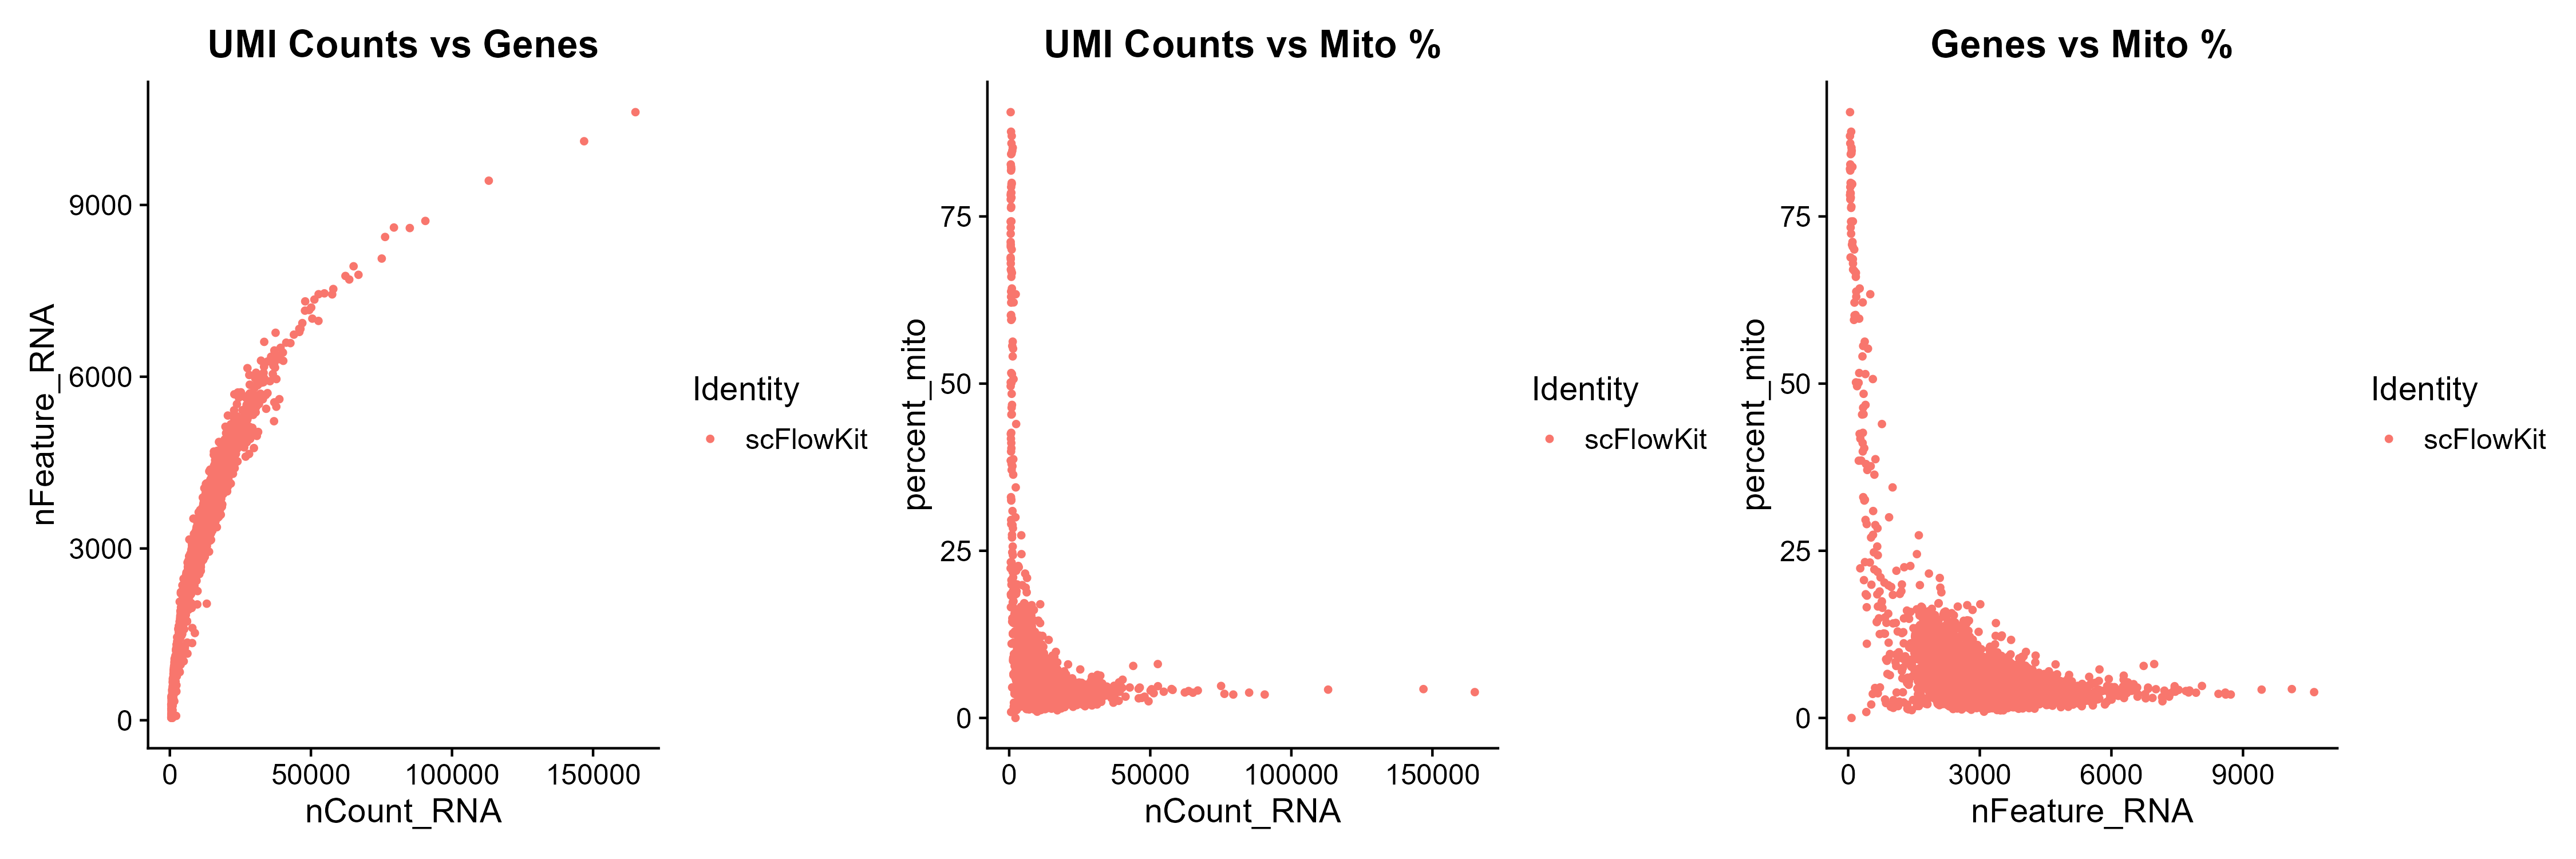 UMI Counts vs Genes
nFeature_RNA
9000
6000
3000
0
0 50000 100000 150000
nCount_RNA
Identity
scFlowKit
UMI Counts vs Mito %
percent_mito
75
50
25
0
0 50000 100000 150000
nCount_RNA
Identity
scFlowKit
Genes vs Mito %
percent_mito
75
50
25
0
0 3000 6000 9000
nFeature_RNA
Identity
scFlowKit